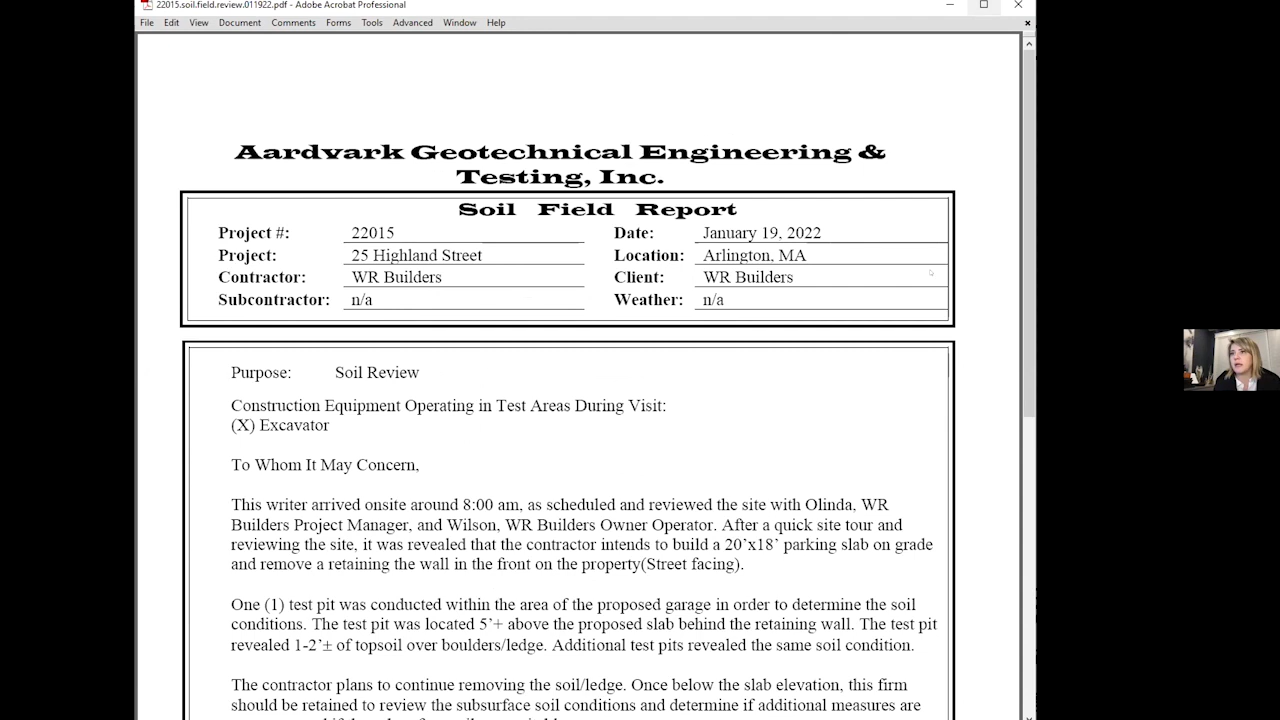 22015.soil.field.review.011922.pdf - Adobe Acrobat Professional
File Edit View Document Comments Forms Tools Advanced Window Help
Aardvark Geotechnical Engineering &
Testing, Inc.
Soil Field Report
Project #: 22015 Date: January 19, 2022
Project: 25 Highland Street Location: Arlington, MA
Contractor: WR Builders Client: WR Builders
Subcontractor: n/a Weather: n/a
Purpose: Soil Review
Construction Equipment Operating in Test Areas During Visit:
(X) Excavator
To Whom It May Concern,
This writer arrived onsite around 8:00 am, as scheduled and reviewed the site with Olinda, WR
Builders Project Manager, and Wilson, WR Builders Owner Operator. After a quick site tour and
reviewing the site, it was revealed that the contractor intends to build a 20’x18’ parking slab on grade
and remove a retaining the wall in the front on the property(Street facing).
One (1) test pit was conducted within the area of the proposed garage in order to determine the soil
conditions. The test pit was located 5’+ above the proposed slab behind the retaining wall. The test pit
revealed 1-2’± of topsoil over boulders/ledge. Additional test pits revealed the same soil condition.
The contractor plans to continue removing the soil/ledge. Once below the slab elevation, this firm
should be retained to review the subsurface soil conditions and determine if additional measures are